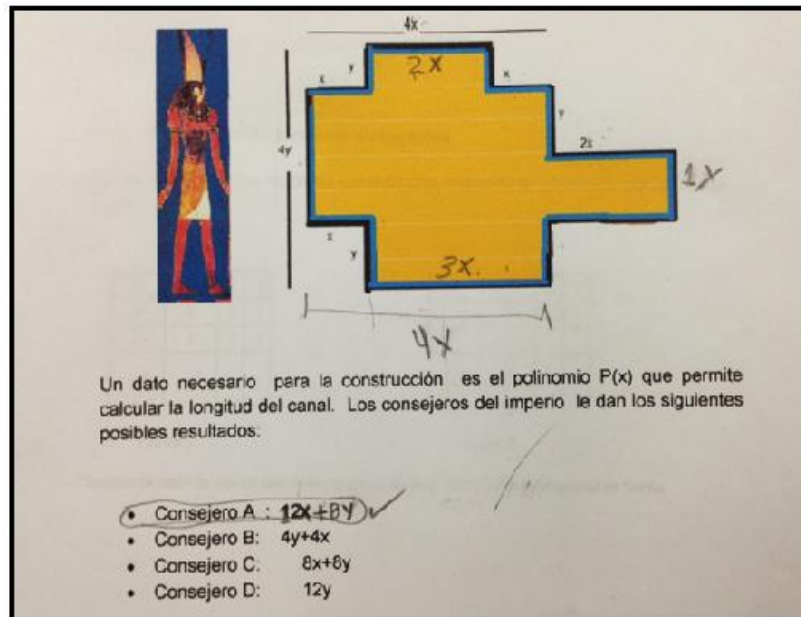 4x
y 2x
x x
y
4y 2x
1x
x
y 3x.
4x
Un dato necesario para la construcción es el polinomio P(x) que permite
calcular la longitud del canal. Los consejeros del imperio le dan los siguientes
posibles resultados:
• Consejero A : 12x+8y ✓
• Consejero B: 4y+4x
• Consejero C: 8x+8y
• Consejero D: 12y